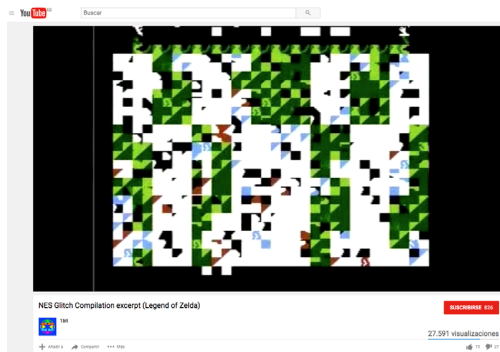 YouTube
Buscar
NES Glitch Compilation excerpt (Legend of Zelda)
SUSCRIBIRSE 826
27.591 visualizaciones
Añadir a Compartir Más